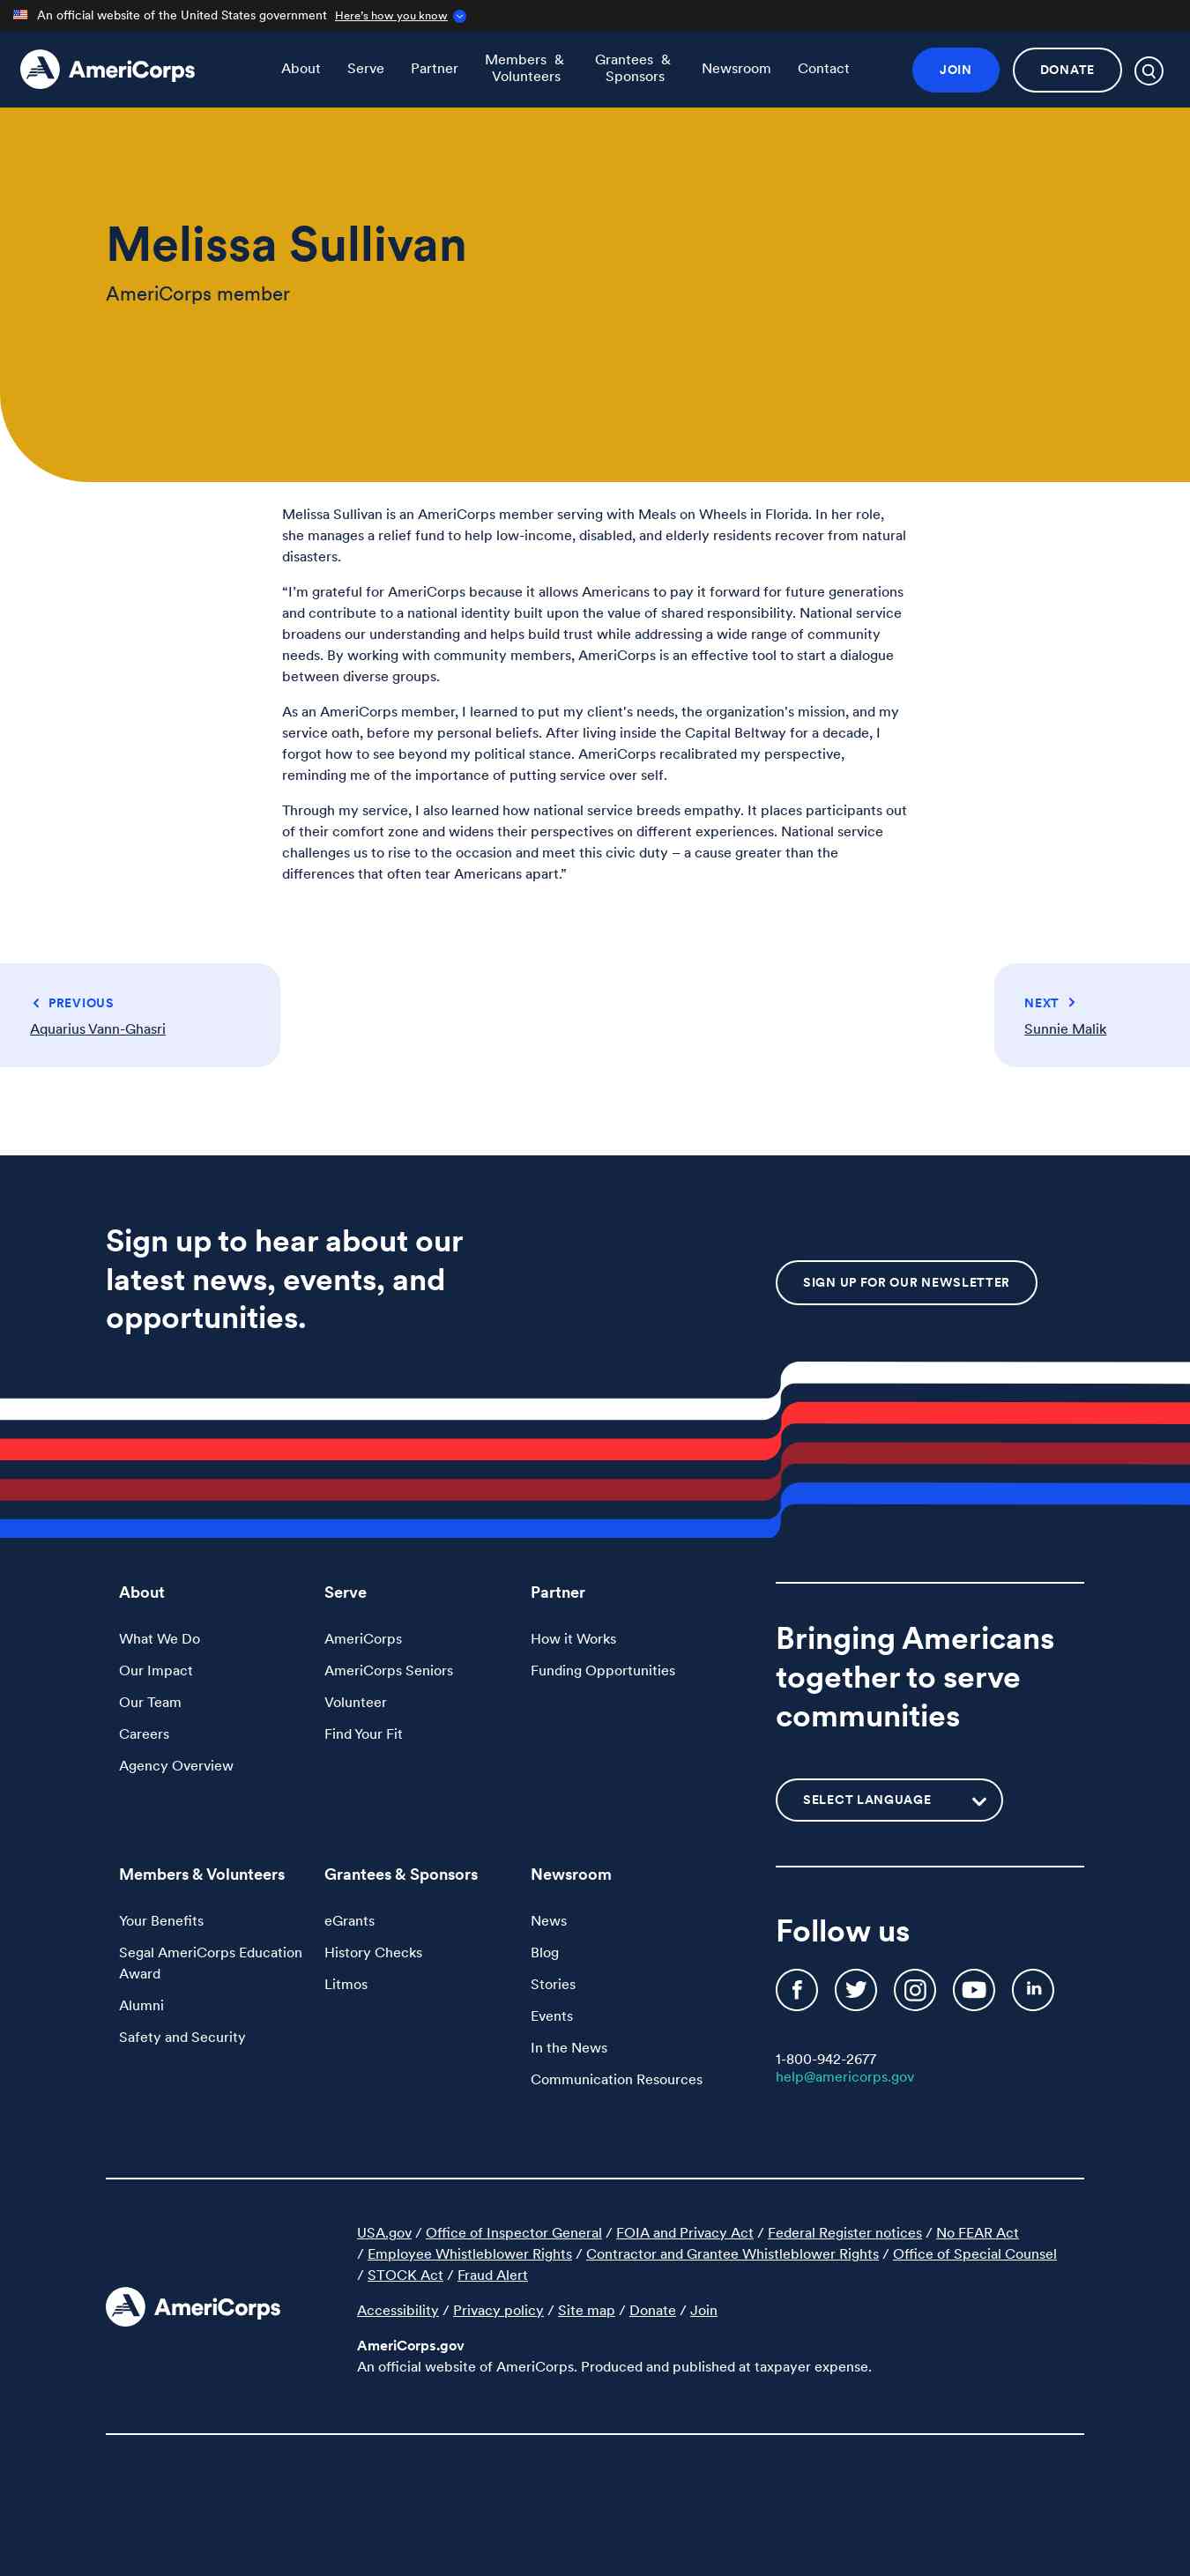 An official website of the United States government Here's how you know
AmeriCorps
About Serve Partner Members & Volunteers Grantees & Sponsors Newsroom Contact JOIN DONATE
Melissa Sullivan
AmeriCorps member
Melissa Sullivan is an AmeriCorps member serving with Meals on Wheels in Florida. In her role,
she manages a relief fund to help low-income, disabled, and elderly residents recover from natural
disasters.
“I’m grateful for AmeriCorps because it allows Americans to pay it forward for future generations
and contribute to a national identity built upon the value of shared responsibility. National service
broadens our understanding and helps build trust while addressing a wide range of community
needs. By working with community members, AmeriCorps is an effective tool to start a dialogue
between diverse groups.
As an AmeriCorps member, I learned to put my client's needs, the organization's mission, and my
service oath, before my personal beliefs. After living inside the Capital Beltway for a decade, I
forgot how to see beyond my political stance. AmeriCorps recalibrated my perspective,
reminding me of the importance of putting service over self.
Through my service, I also learned how national service breeds empathy. It places participants out
of their comfort zone and widens their perspectives on different experiences. National service
challenges us to rise to the occasion and meet this civic duty – a cause greater than the
differences that often tear Americans apart.”
PREVIOUS
Aquarius Vann-Ghasri
NEXT
Sunnie Malik
Sign up to hear about our
latest news, events, and
opportunities.
SIGN UP FOR OUR NEWSLETTER
About
What We Do
Our Impact
Our Team
Careers
Agency Overview
Serve
AmeriCorps
AmeriCorps Seniors
Volunteer
Find Your Fit
Partner
How it Works
Funding Opportunities
Bringing Americans
together to serve
communities
SELECT LANGUAGE
Members & Volunteers
Your Benefits
Segal AmeriCorps Education
Award
Alumni
Safety and Security
Grantees & Sponsors
eGrants
History Checks
Litmos
Newsroom
News
Blog
Stories
Events
In the News
Communication Resources
Follow us
1-800-942-2677
help@americorps.gov
AmeriCorps
USA.gov / Office of Inspector General / FOIA and Privacy Act / Federal Register notices / No FEAR Act
/ Employee Whistleblower Rights / Contractor and Grantee Whistleblower Rights / Office of Special Counsel
/ STOCK Act / Fraud Alert
Accessibility / Privacy policy / Site map / Donate / Join
AmeriCorps.gov
An official website of AmeriCorps. Produced and published at taxpayer expense.